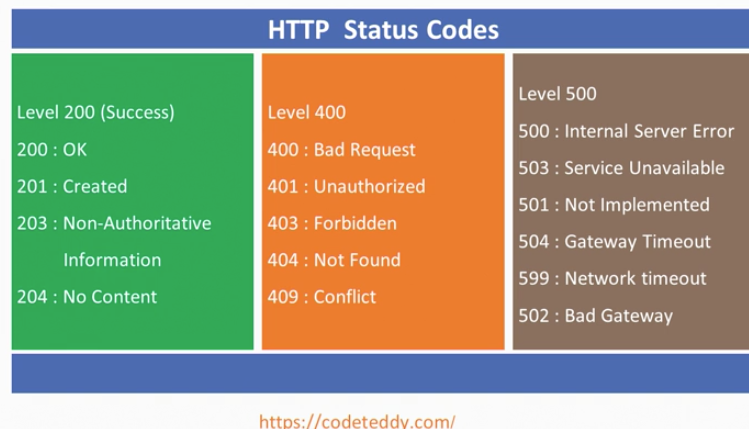 HTTP Status Codes
Level 200 (Success)
200 : OK
201 : Created
203 : Non-Authoritative
Information
204 : No Content
Level 400
400 : Bad Request
401 : Unauthorized
403 : Forbidden
404 : Not Found
409 : Conflict
Level 500
500 : Internal Server Error
503 : Service Unavailable
501 : Not Implemented
504 : Gateway Timeout
599 : Network timeout
502 : Bad Gateway
https://codeteddy.com/